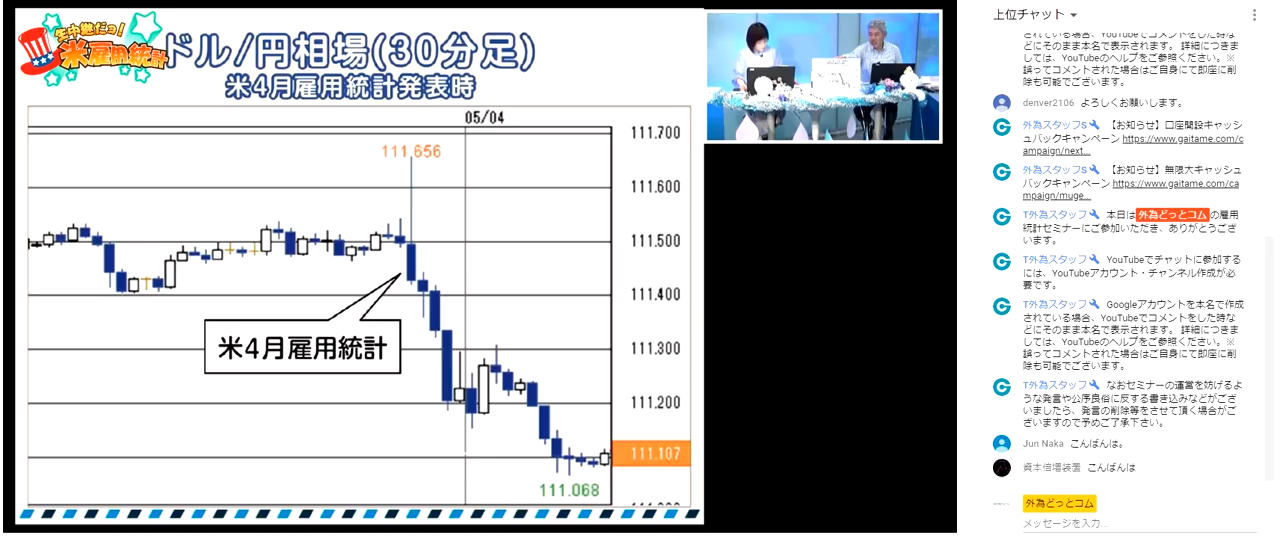 生中継だっ!
米雇用統計
ドル/円相場(30分足)
米4月雇用統計発表時
05/04
111.700
111.656
111.600
111.500
111.400
米4月雇用統計
111.300
111.200
111.107
111.068
上位チャット
されている場合、YouTubeでコメントをした時な
どにそのまま本名で表示されます。 詳細につきま
しては、YouTubeのヘルプをご参照ください。※
誤ってコメントされた場合はご自身にて即座に削
除も可能でございます。
denver2106 よろしくお願いします。
外為スタッフS 【お知らせ】口座開設キャッシ
ュバックキャンペーン https://www.gaitame.com/c
ampaign/next...
外為スタッフS 【お知らせ】無限大キャッシュ
バックキャンペーン https://www.gaitame.com/ca
mpaign/muge...
T外為スタッフ 本日は外為どっとコムの雇用
統計セミナーにご参加いただき、ありがとうござ
います。
T外為スタッフ YouTubeでチャットに参加する
には、YouTubeアカウント・チャンネル作成が必
要です。
T外為スタッフ Googleアカウントを本名で作成
されている場合、YouTubeでコメントをした時な
どにそのまま本名で表示されます。 詳細につきま
しては、YouTubeのヘルプをご参照ください。※
誤ってコメントされた場合はご自身にて即座に削
除も可能でございます。
T外為スタッフ なおセミナーの運営を妨げるよ
うな発言や公序良俗に反する書き込みなどがござ
いましたら、発言の削除等をさせて頂く場合がご
ざいますので予めご了承下さい。
Jun Naka こんばんは。
資本倍増装置 こんばんは
外為どっとコム
メッセージを入力...